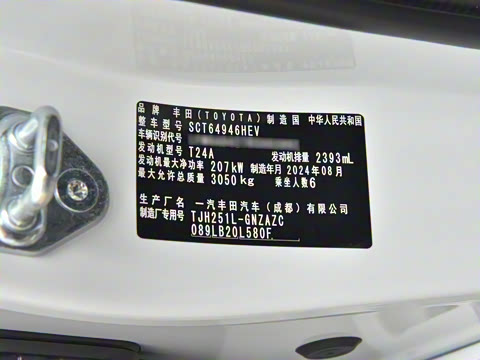 品牌 丰田(TOYOTA) 制造国 中华人民共和国
整车型号 SCT64946HEV
车辆识别代号
发动机型号 T24A 发动机排量 2393mL
发动机最大净功率 207kW 制造年月 2024年08月
最大允许总质量 3050kg 乘坐人数 6
生产厂名 一汽丰田汽车(成都)有限公司
制造厂专用号 TJH251L-GNZAZC
089LB20L580F